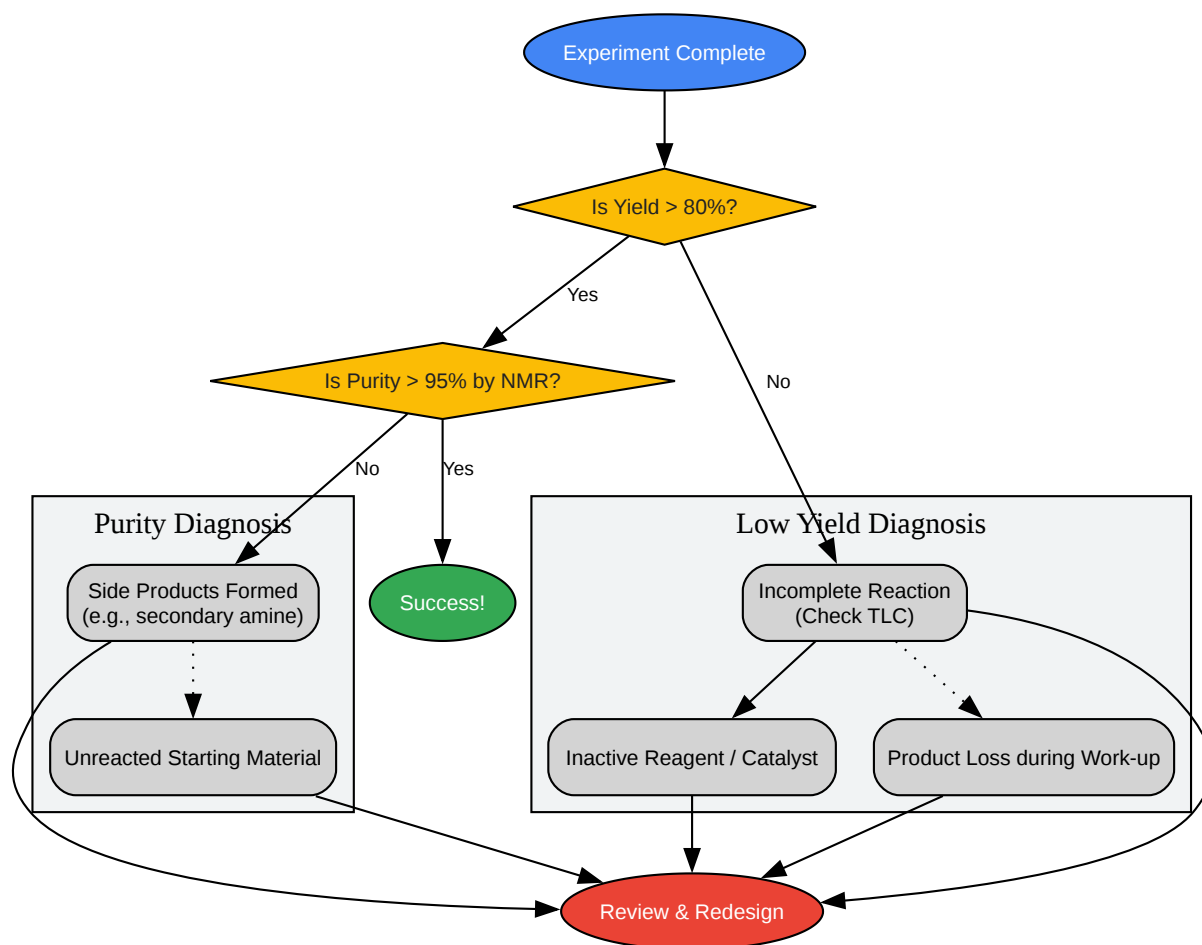 Experiment Complete
Is Yield > 80%?
Yes
Is Purity > 95% by NMR?
No
No
Yes
Purity Diagnosis
Low Yield Diagnosis
Side Products Formed
(e.g., secondary amine)
Success!
Incomplete Reaction
(Check TLC)
Unreacted Starting Material
Inactive Reagent / Catalyst
Product Loss during Work-up
Review & Redesign